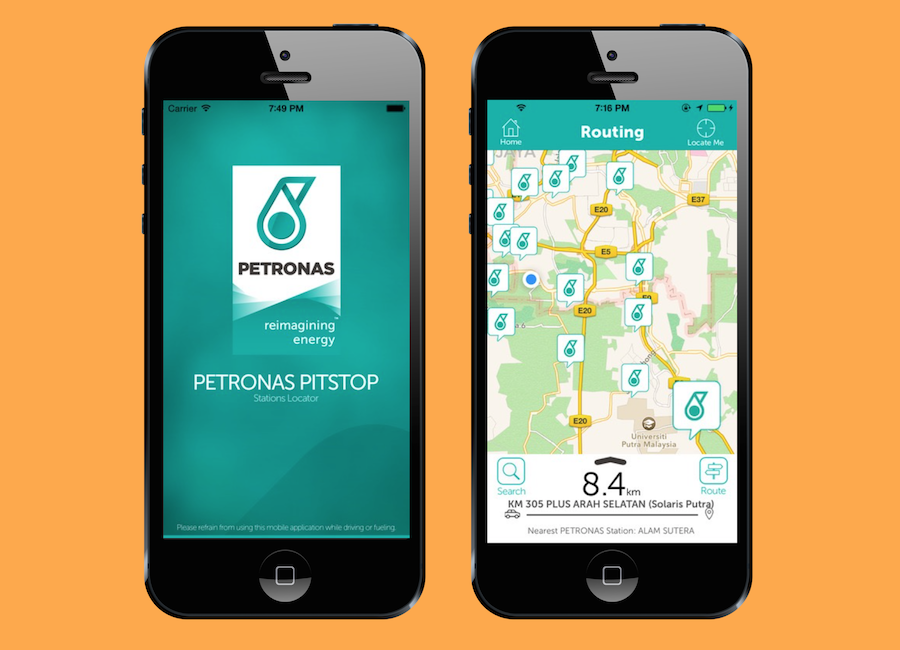 Carrier
7:49 PM
PETRONAS
reimagining
energy
™
PETRONAS PITSTOP
Stations Locator
Please refrain from using this mobile application while driving or fueling.
7:16 PM
Home
Routing
Locate Me
JAYA
E37
E20
E5
E20
E20
Universiti
Putra Malaysia
Search
8.4km
Route
KM 305 PLUS ARAH SELATAN (Solaris Putra)
Nearest PETRONAS Station: ALAM SUTERA